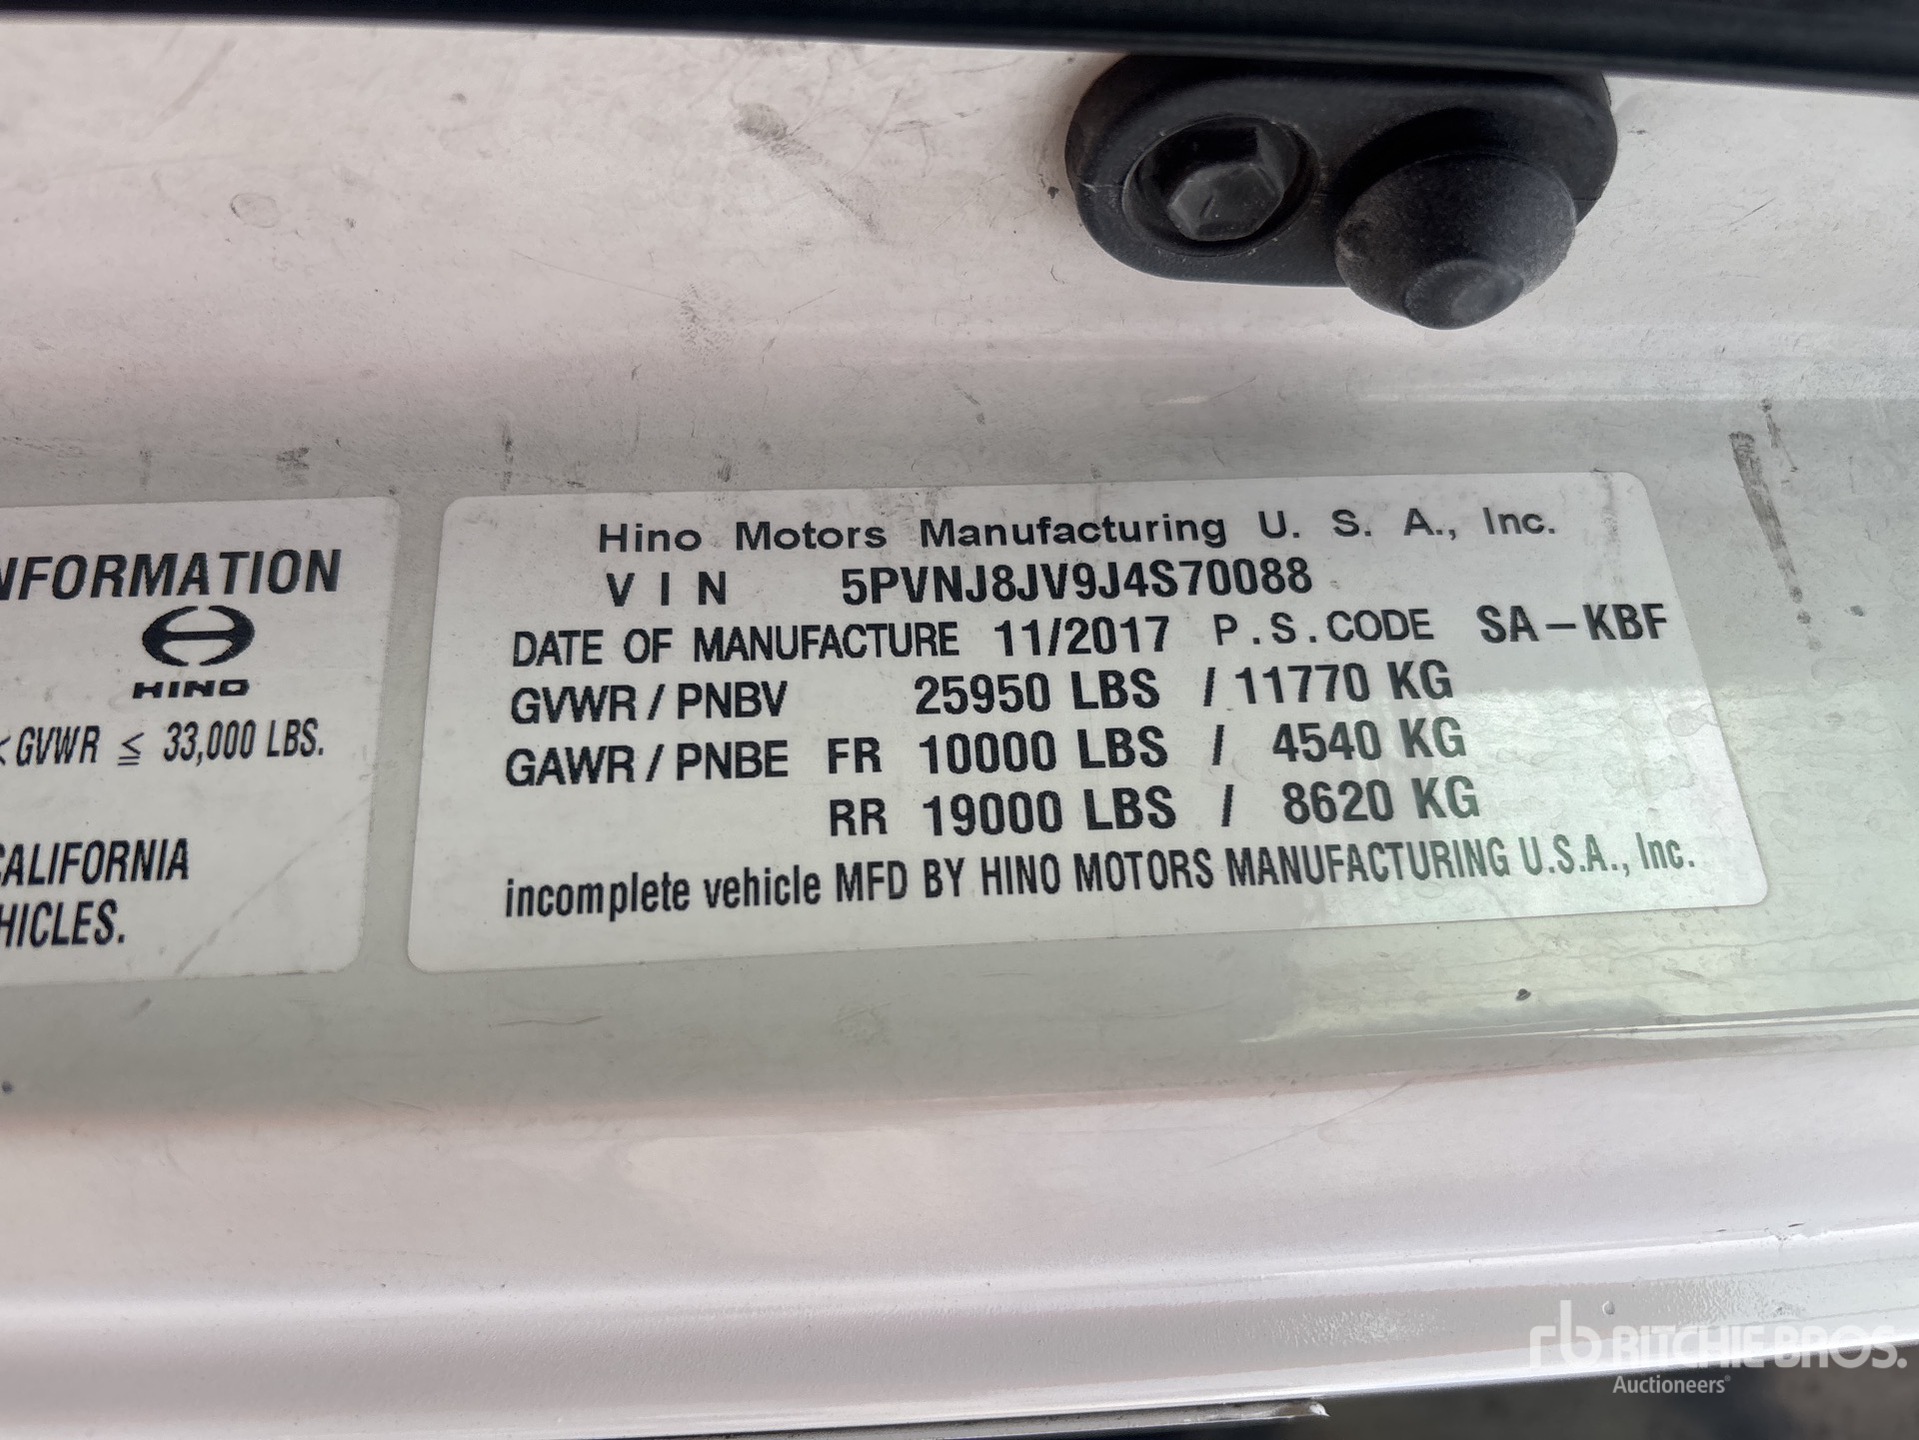 NFORMATION
HINO
< GVWR ≦ 33,000 LBS.
CALIFORNIA
HICLES.
Hino Motors Manufacturing U. S. A., Inc.
V I N 5PVNJ8JV9J4S70088
DATE OF MANUFACTURE 11/2017 P.S.CODE SA-KBF
GVWR / PNBV 25950 LBS / 11770 KG
GAWR / PNBE FR 10000 LBS / 4540 KG
RR 19000 LBS / 8620 KG
incomplete vehicle MFD BY HINO MOTORS MANUFACTURING U.S.A., Inc.
rb RITCHIE BROS.
Auctioneers®